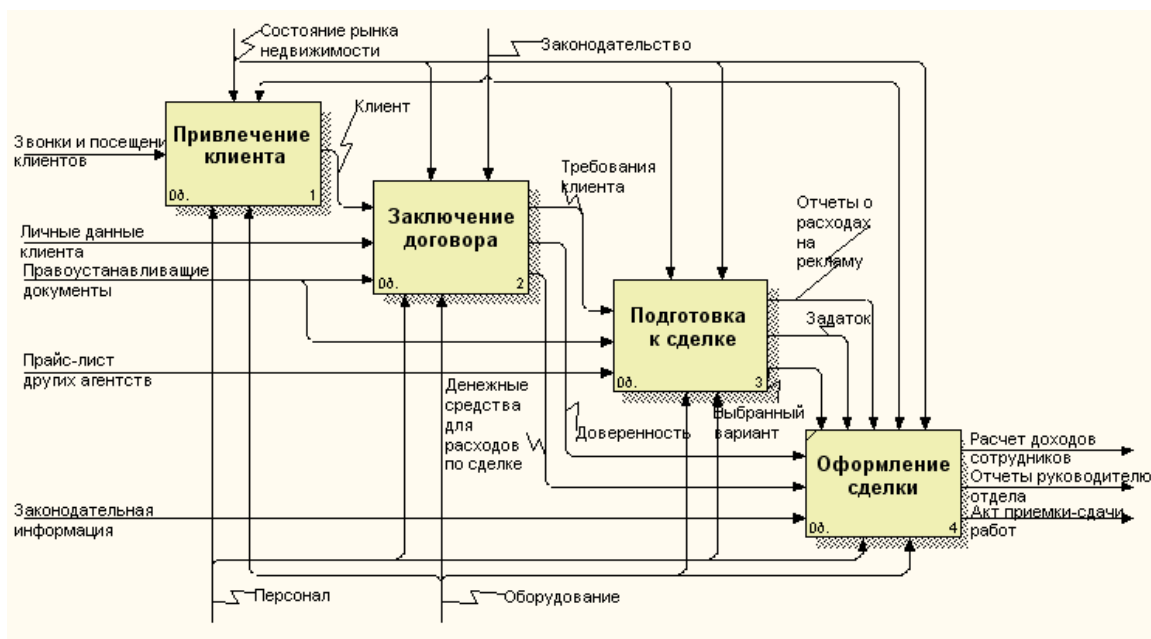 Состояние рынка
недвижимости
Законодательство
Клиент
Привлечение
клиента
0д.
1
Звонки и посещени
клиентов
Требования
клиента
Заключение
договора
0д.
2
Отчеты о
расходах
на
рекламу
Личные данные
клиента
Правоустанавливащие
документы
Подготовка
к сделке
0д.
3
Задаток
Прайс-лист
других агентств
Денежные
средства
для
расходов
по сделке
Доверенность
Выбранный
вариант
Оформление
сделки
0д.
4
Расчет доходов
сотрудников
Отчеты руководителю
отдела
Акт приемки-сдачи
работ
Законодательная
информация
Персонал
Оборудование